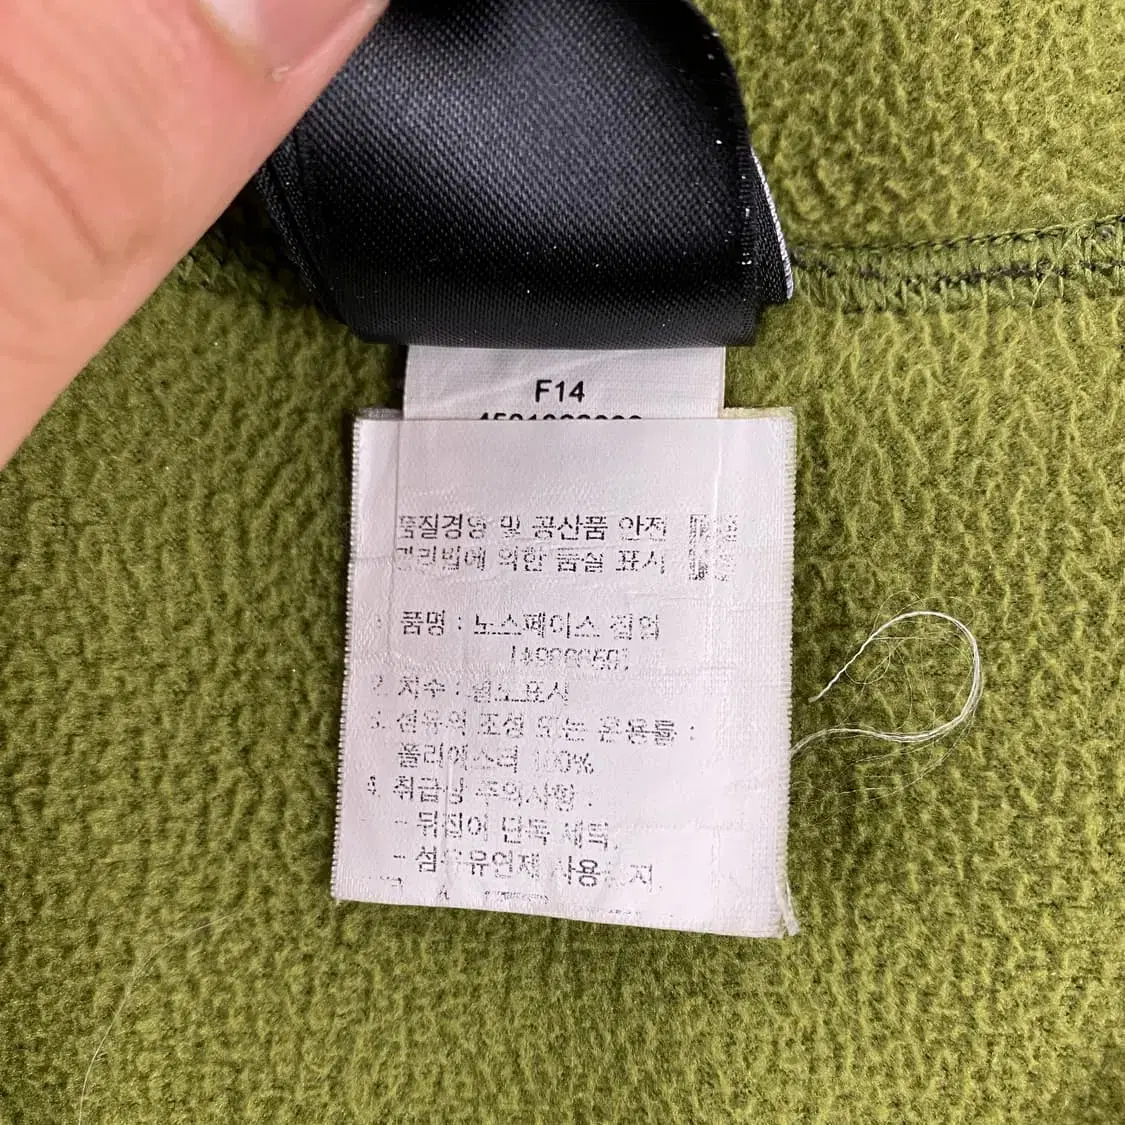 F14
품질경영 및 공산품 안전
관리법에 의한 품질 표시
품명 : 노스페이스
2. 치수 : 별도표시
3. 섬유의 조성 또는 혼용률 :
폴리에스터 100%
4. 취급상 주의사항 :
- 뒤집어 단독 세탁.
- 섬유유연제 사용금지.